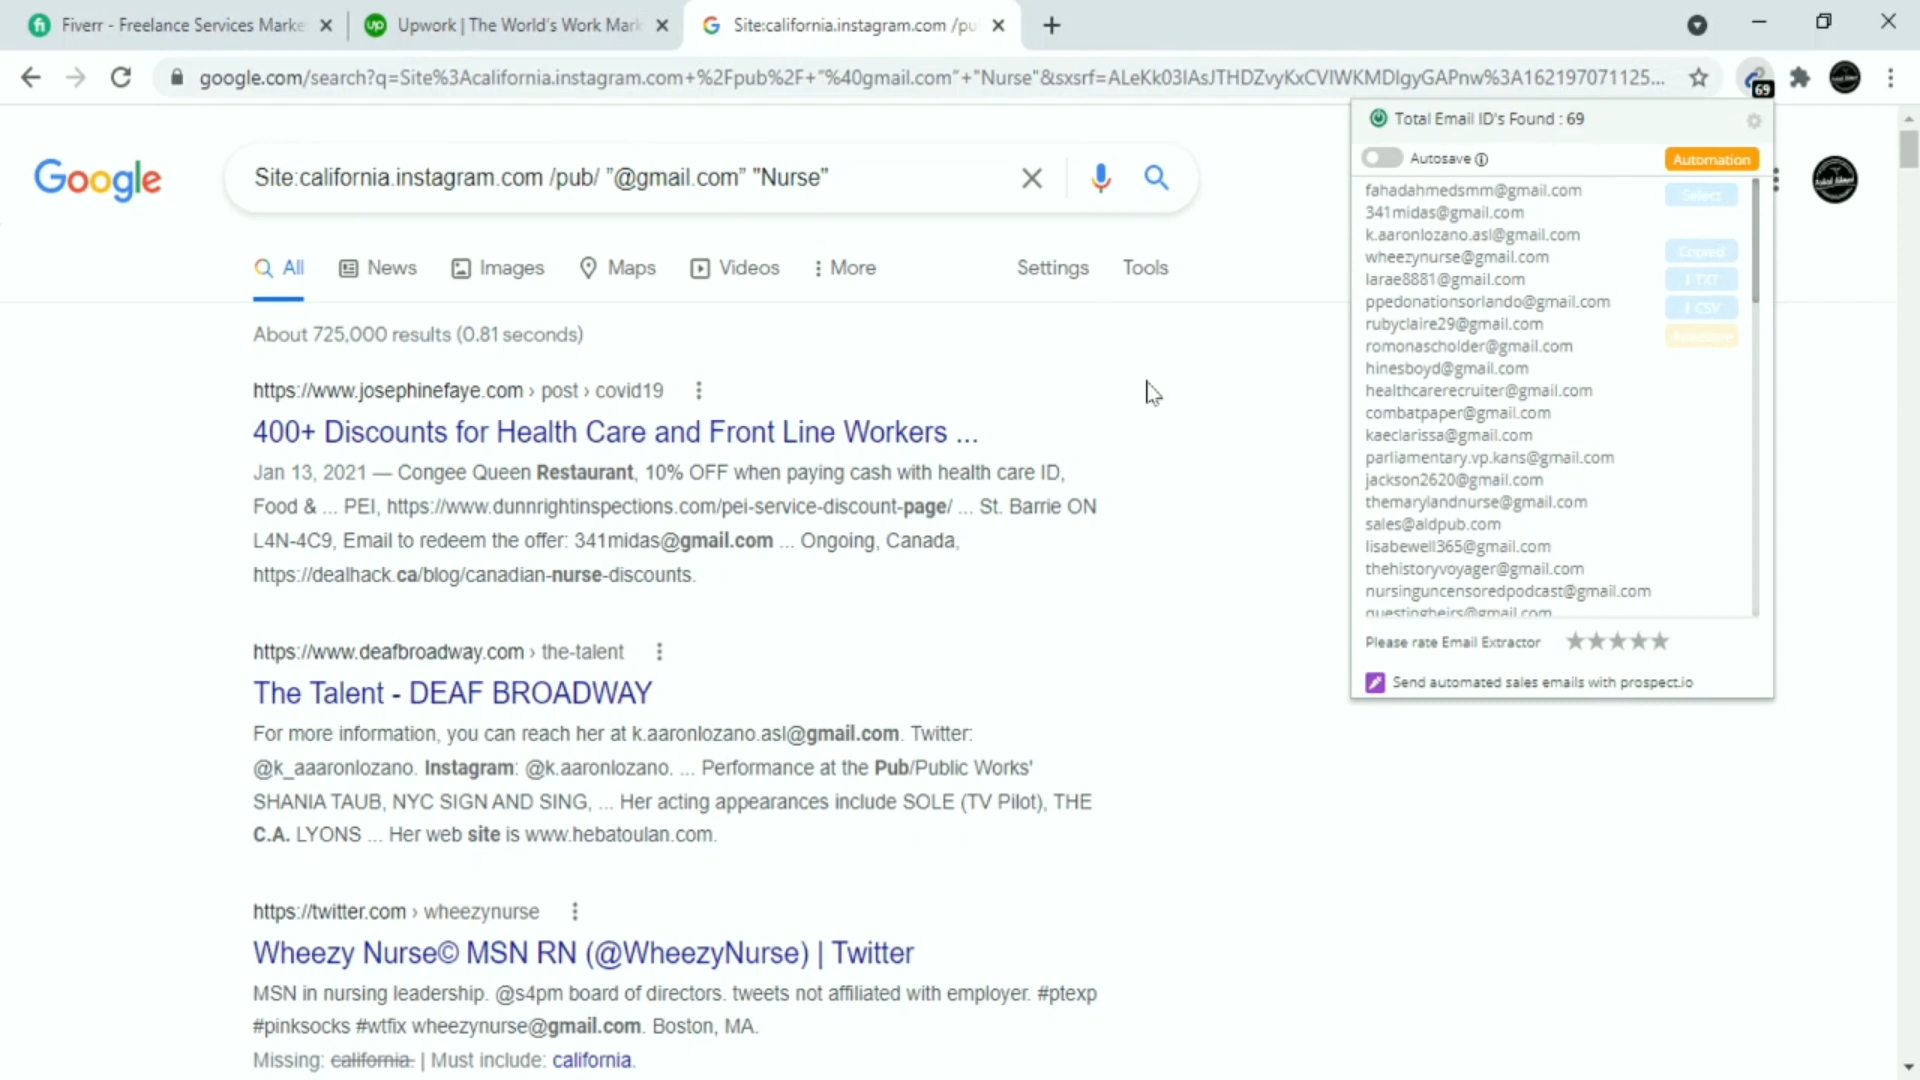 Fiverr - Freelance Services Marke
Upwork | The World's Work Mark
Site:california.instagram.com /pu
google.com/search?q=Site%3Acalifornia.instagram.com+%2Fpub%2F+"%40gmail.com"+"Nurse"&sxsrf=ALeKk03IAsJTHDZvyKxCVIWKMDlgyGAPnw%3A162197071125...
69
Total Email ID's Found : 69
Autosave
Automation
Google
Site:california.instagram.com /pub/ ”@gmail.com” "Nurse"
fahadahmedsmm@gmail.com
Select
341midas@gmail.com
k.aaronlozano.asl@gmail.com
wheezynurse@gmail.com
Copied
larae8881@gmail.com
TXT
ppedonationsorlando@gmail.com
CSV
rubyclaire29@gmail.com
romonascholder@gmail.com
hinesboyd@gmail.com
healthcarerecruiter@gmail.com
combatpaper@gmail.com
kaeclarissa@gmail.com
parliamentary.vp.kans@gmail.com
jackson2620@gmail.com
themarylandnurse@gmail.com
sales@aldpub.com
lisabewell365@gmail.com
thehistoryvoyager@gmail.com
nursinguncensoredpodcast@gmail.com
questingheirs@gmail.com
Please rate Email Extractor
Send automated sales emails with prospect.io
All News Images Maps Videos More Settings Tools
About 725,000 results (0.81 seconds)
https://www.josephinefaye.com › post › covid19
400+ Discounts for Health Care and Front Line Workers ...
Jan 13, 2021 — Congee Queen Restaurant, 10% OFF when paying cash with health care ID,
Food & ... PEI, https://www.dunnrightinspections.com/pei-service-discount-page/ ... St. Barrie ON
L4N-4C9, Email to redeem the offer: 341midas@gmail.com ... Ongoing, Canada,
https://dealhack.ca/blog/canadian-nurse-discounts.
https://www.deafbroadway.com › the-talent
The Talent - DEAF BROADWAY
For more information, you can reach her at k.aaronlozano.asl@gmail.com. Twitter:
@k_aaaronlozano. Instagram: @k.aaronlozano. ... Performance at the Pub/Public Works'
SHANIA TAUB, NYC SIGN AND SING, ... Her acting appearances include SOLE (TV Pilot), THE
C.A. LYONS ... Her web site is www.hebatoulan.com.
https://twitter.com › wheezynurse
Wheezy Nurse© MSN RN (@WheezyNurse) | Twitter
MSN in nursing leadership. @s4pm board of directors. tweets not affiliated with employer. #ptexp
#pinksocks #wtfix wheezynurse@gmail.com. Boston, MA.
Missing: california. | Must include: california.